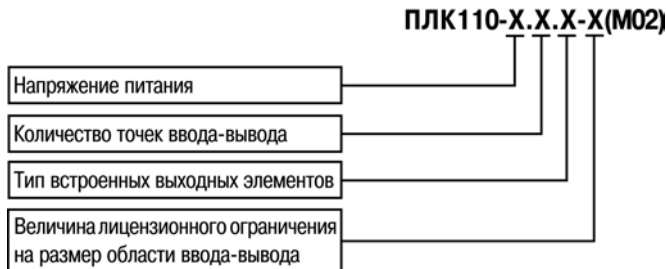 ПЛК110-Х.Х.Х-Х(М02)
Напряжение питания
Количество точек ввода-вывода
Тип встроенных выходных элементов
Величина лицензионного ограничения
на размер области ввода-вывода